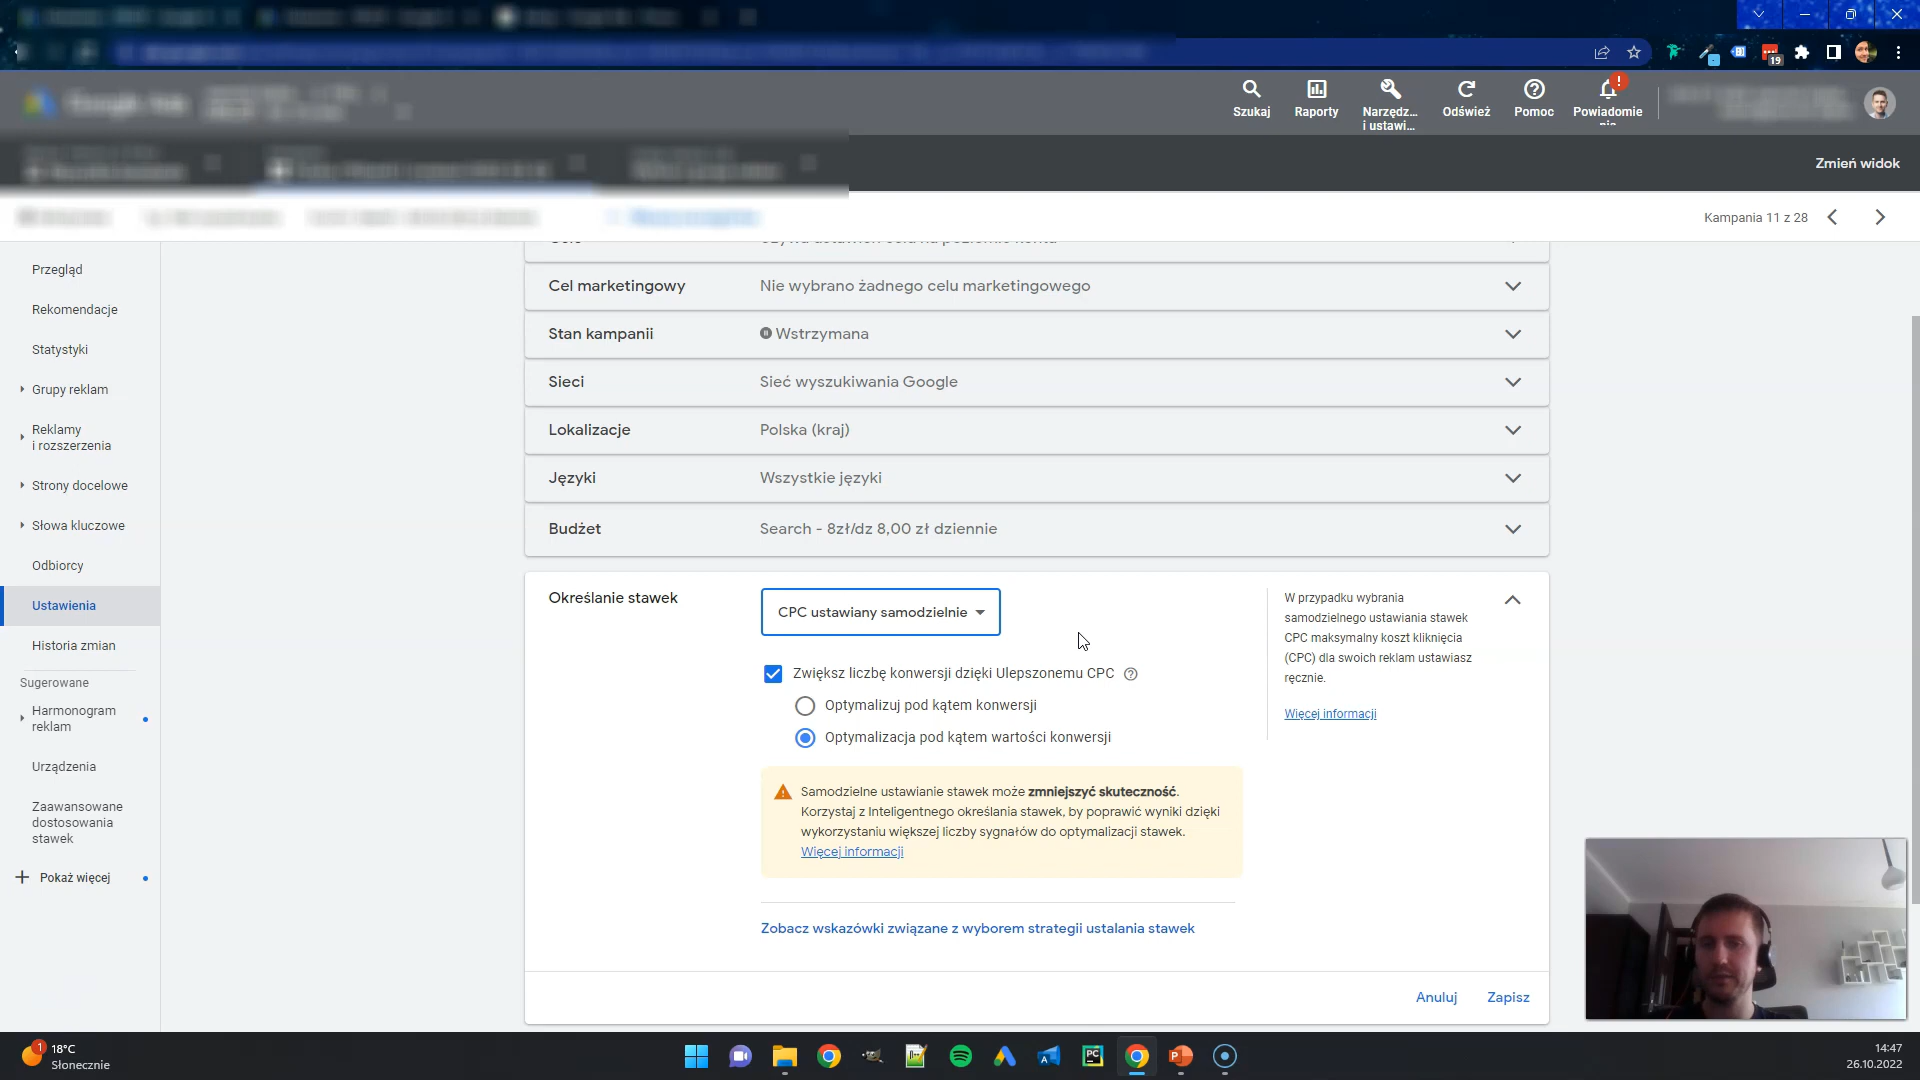 19
Szukaj
Raporty
Narzędz...
i ustawi...
Odśwież
Pomoc
Powiadomie
Zmień widok
Kampania 11 z 28
Przegląd
Rekomendacje
Statystyki
Grupy reklam
Reklamy
i rozszerzenia
Strony docelowe
Słowa kluczowe
Odbiorcy
Ustawienia
Historia zmian
Sugerowane
Harmonogram
reklam
Urządzenia
Zaawansowane
dostosowania
stawek
Pokaż więcej
Cel marketingowy
Nie wybrano żadnego celu marketingowego
Stan kampanii
Wstrzymana
Sieci
Sieć wyszukiwania Google
Lokalizacje
Polska (kraj)
Języki
Wszystkie języki
Budżet
Search - 8zł/dz 8,00 zł dziennie
Określanie stawek
CPC ustawiany samodzielnie
Zwiększ liczbę konwersji dzięki Ulepszonemu CPC
Optymalizuj pod kątem konwersji
Optymalizacja pod kątem wartości konwersji
Samodzielne ustawianie stawek może zmniejszyć skuteczność.
Korzystaj z Inteligentnego określania stawek, by poprawić wyniki dzięki
wykorzystaniu większej liczby sygnałów do optymalizacji stawek.
Więcej informacji
Zobacz wskazówki związane z wyborem strategii ustalania stawek
W przypadku wybrania
samodzielnego ustawiania stawek
CPC maksymalny koszt kliknięcia
(CPC) dla swoich reklam ustawiasz
ręcznie.
Więcej informacji
Anuluj
Zapisz
1
18°C
Słonecznie
PC
14:47
26.10.2022